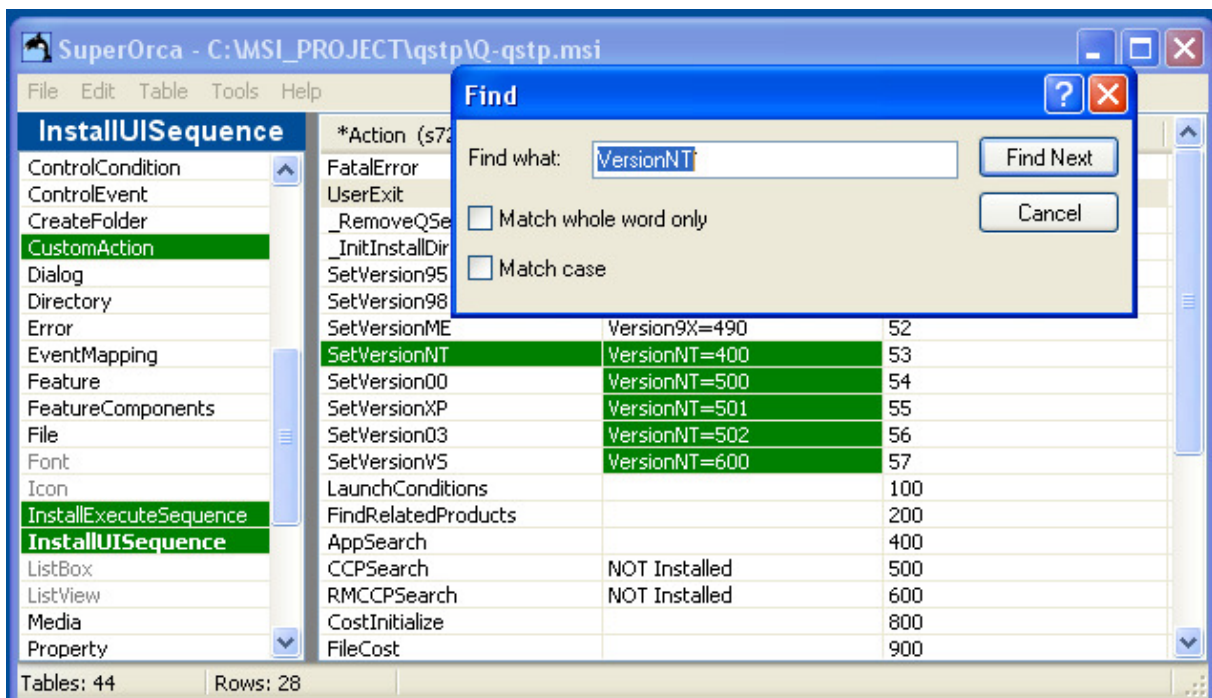 SuperOrca - C:\MSI_PROJECT\qstp\Q-qstp.msi
File Edit Table Tools Help
Find
Find what: VersionNT Find Next
Cancel
Match whole word only
Match case
InstallUISequence
ControlCondition
ControlEvent
CreateFolder
CustomAction
Dialog
Directory
Error
EventMapping
Feature
FeatureComponents
File
Font
Icon
InstallExecuteSequence
InstallUISequence
ListBox
ListView
Media
Property
*Action (s72
FatalError
UserExit
_RemoveQSe
_InitInstallDir
SetVersion95
SetVersion98
SetVersionME Version9X=490 52
SetVersionNT VersionNT=400 53
SetVersion00 VersionNT=500 54
SetVersionXP VersionNT=501 55
SetVersion03 VersionNT=502 56
SetVersionVS VersionNT=600 57
LaunchConditions 100
FindRelatedProducts 200
AppSearch 400
CCPSearch NOT Installed 500
RMCCPSearch NOT Installed 600
CostInitialize 800
FileCost 900
Tables: 44 Rows: 28